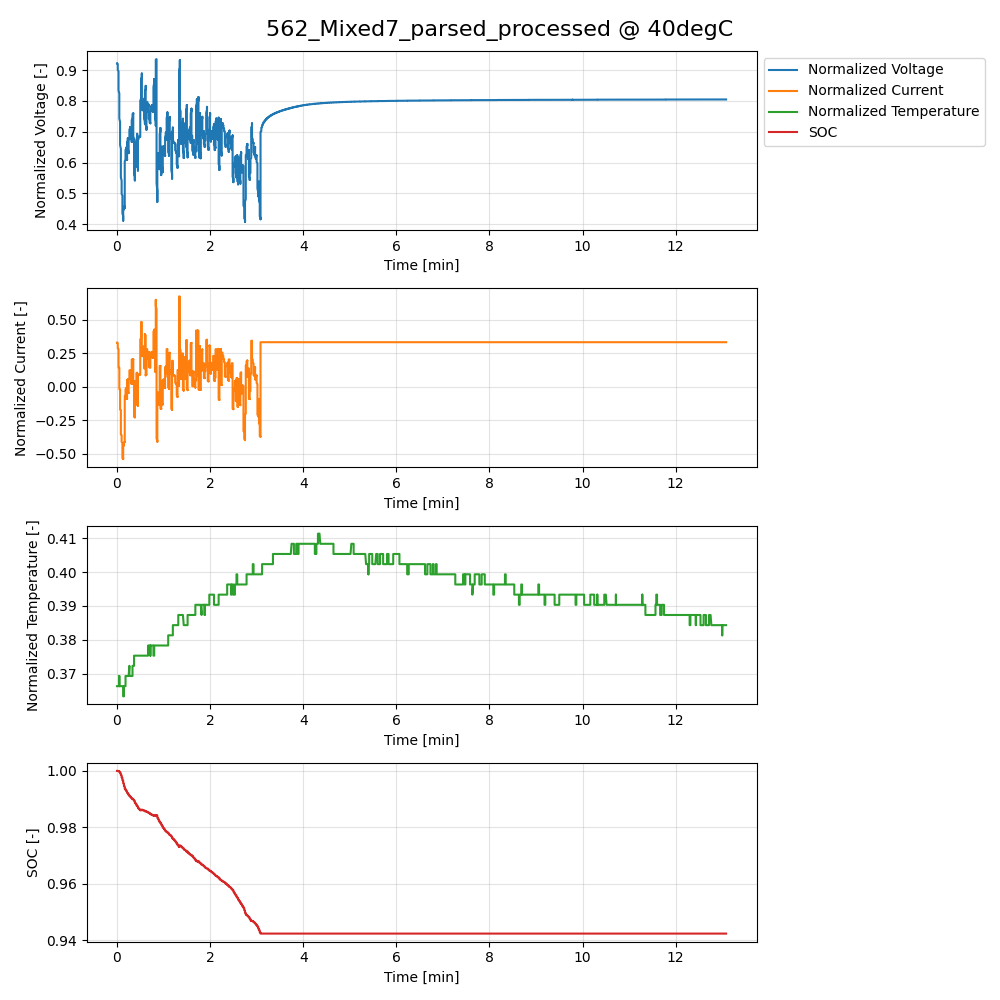 562_Mixed7_parsed_processed @ 40degC
Normalized Voltage [-]
0.9
0.8
0.7
0.6
0.5
0.4
0 2 4 6 8 10 12
Time [min]
Normalized Voltage
Normalized Current
Normalized Temperature
SOC
Normalized Current [-]
0.50
0.25
0.00
−0.25
−0.50
0 2 4 6 8 10 12
Time [min]
Normalized Temperature [-]
0.41
0.40
0.39
0.38
0.37
0 2 4 6 8 10 12
Time [min]
SOC [-]
1.00
0.98
0.96
0.94
0 2 4 6 8 10 12
Time [min]